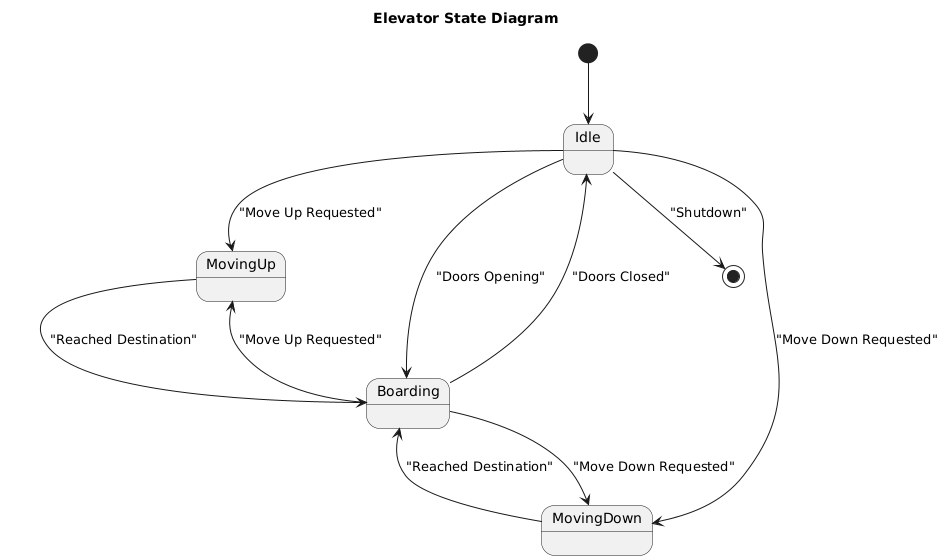 Elevator State Diagram
Idle
"Move Up Requested"
"Shutdown"
MovingUp
"Doors Opening"
"Doors Closed"
"Reached Destination"
"Move Up Requested"
"Move Down Requested"
Boarding
"Reached Destination"
"Move Down Requested"
MovingDown